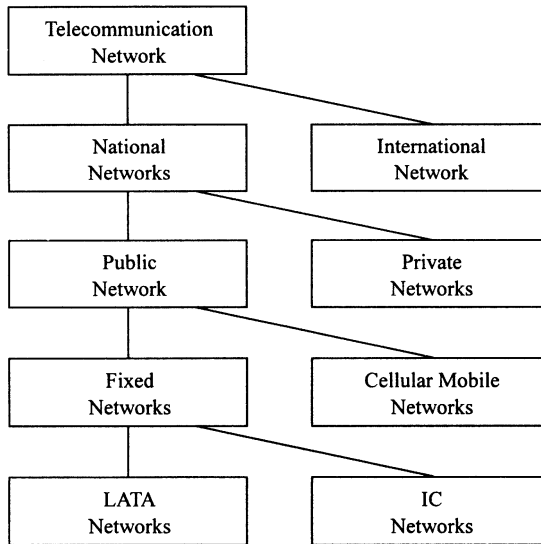 Telecommunication
Network
National
Networks
International
Network
Public
Network
Private
Networks
Fixed
Networks
Cellular Mobile
Networks
LATA
Networks
IC
Networks